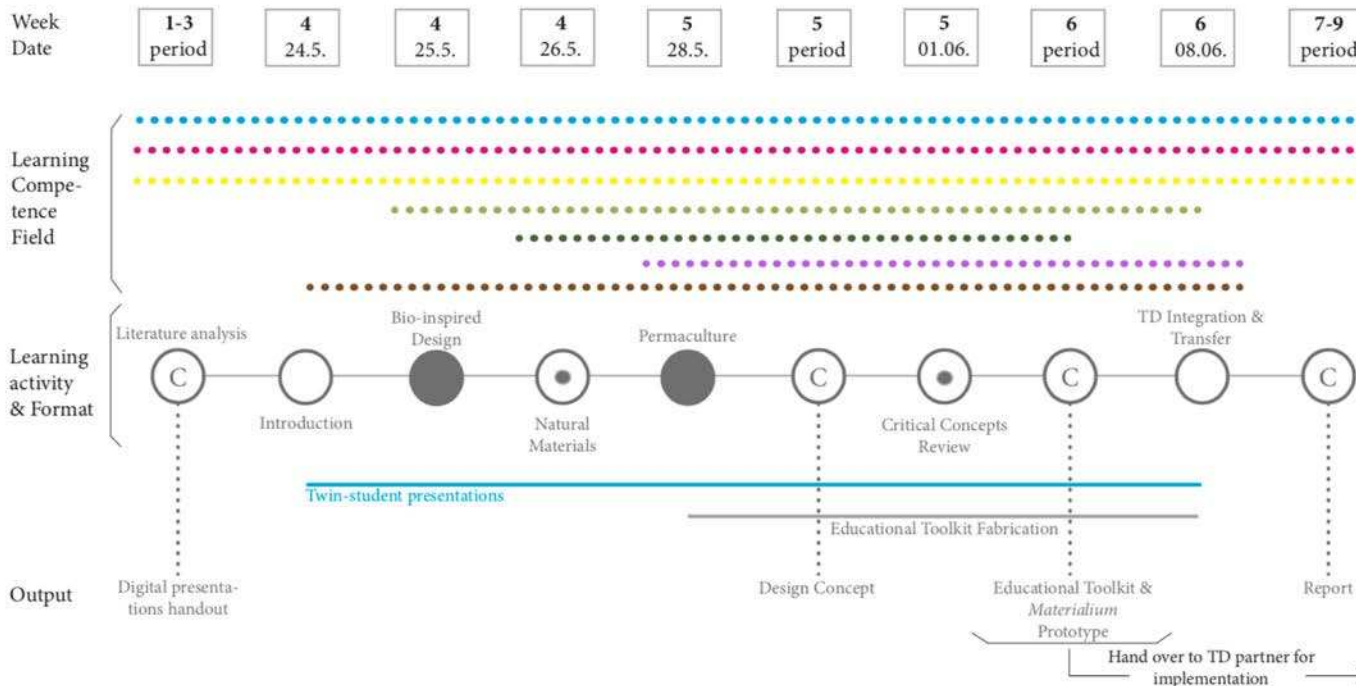 Week
Date
1-3
period
4
24.5.
4
25.5.
4
26.5.
5
28.5.
5
period
5
01.06.
6
period
6
08.06.
7-9
period
Learning
Compe-
tence
Field
Learning
activity
& Format
Literature analysis
Bio-inspired
Design
Permaculture
TD Integration &
Transfer
C
C
C
C
Introduction
Natural
Materials
Critical Concepts
Review
Twin-student presentations
Educational Toolkit Fabrication
Output
Digital presenta-
tions handout
Design Concept
Educational Toolkit &
Materialium
Prototype
Report
Hand over to TD partner for
implementation